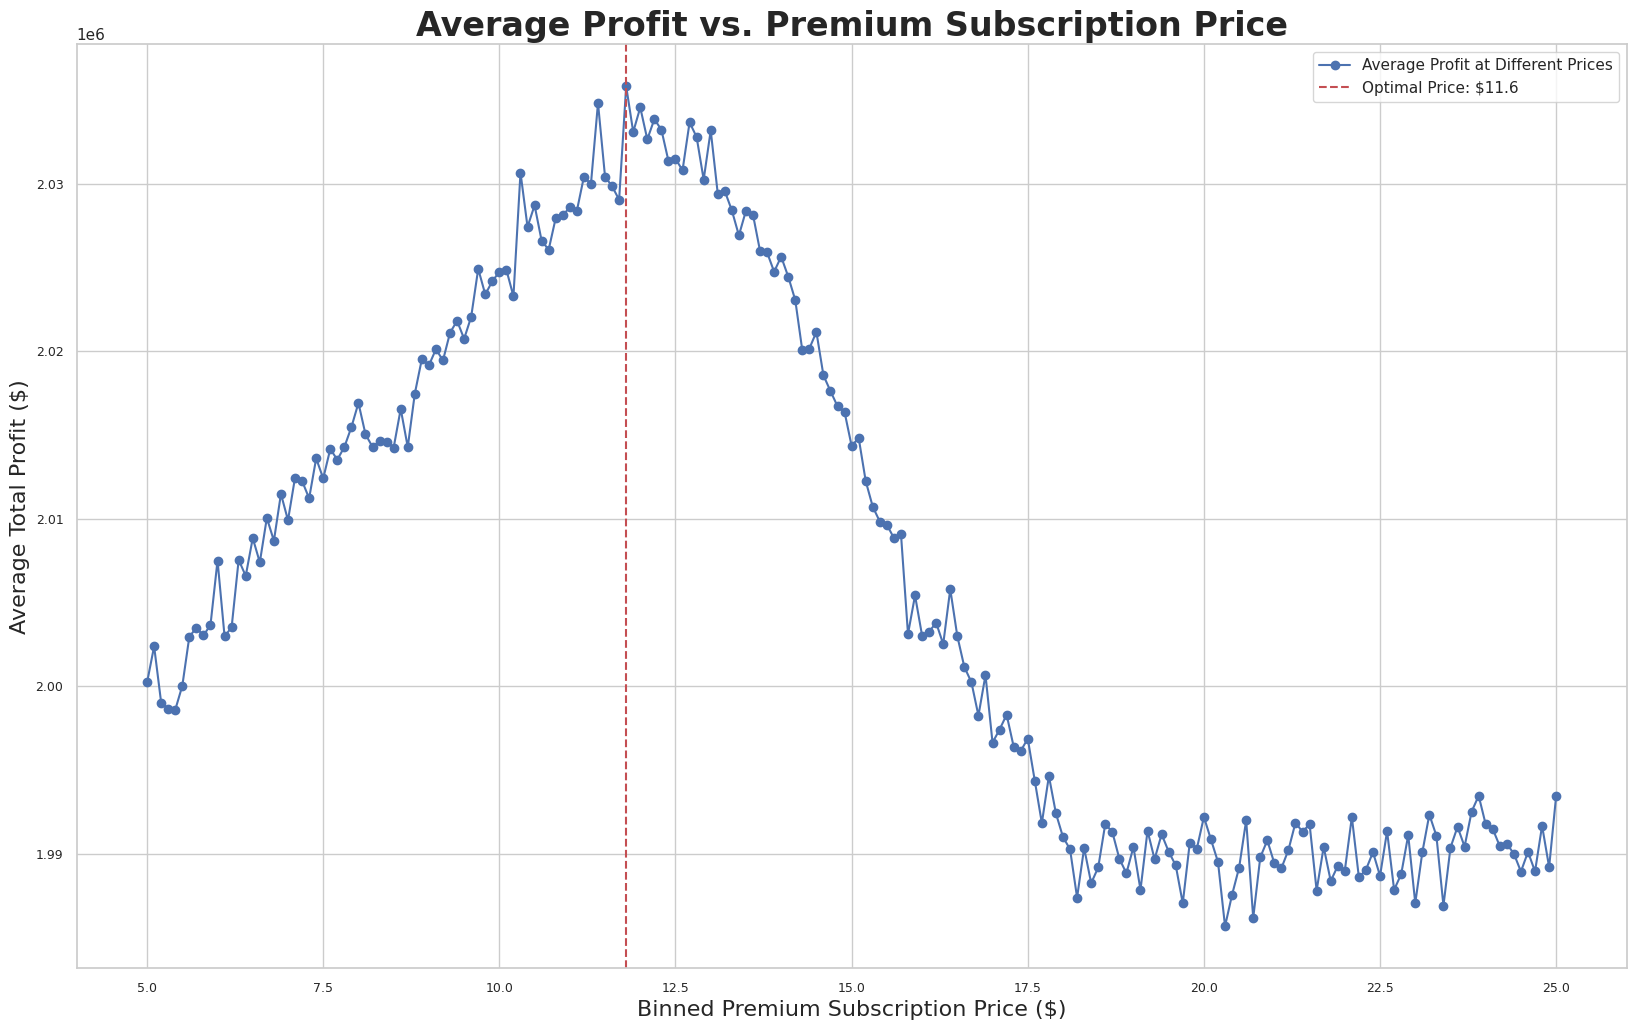 Average Profit vs. Premium Subscription Price
1e6
Average Profit at Different Prices
Optimal Price: $11.6
Average Total Profit ($)
2.03
2.02
2.01
2.00
1.99
5.0 7.5 10.0 12.5 15.0 17.5 20.0 22.5 25.0
Binned Premium Subscription Price ($)